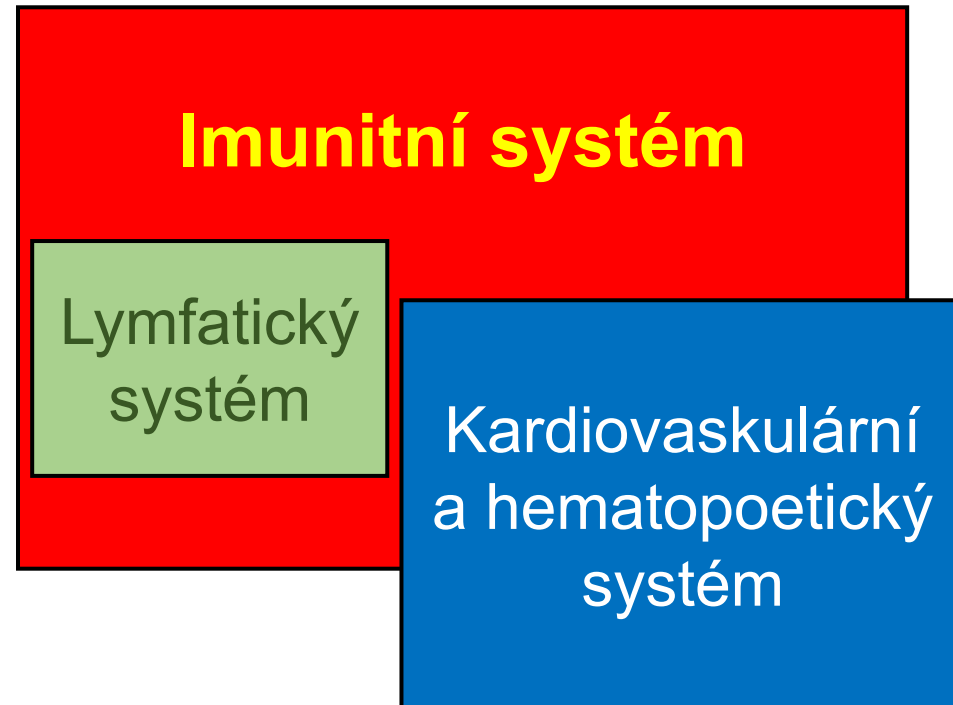 Imunitní systém
Lymfatický
systém
Kardiovaskulární
a hematopoetický
systém